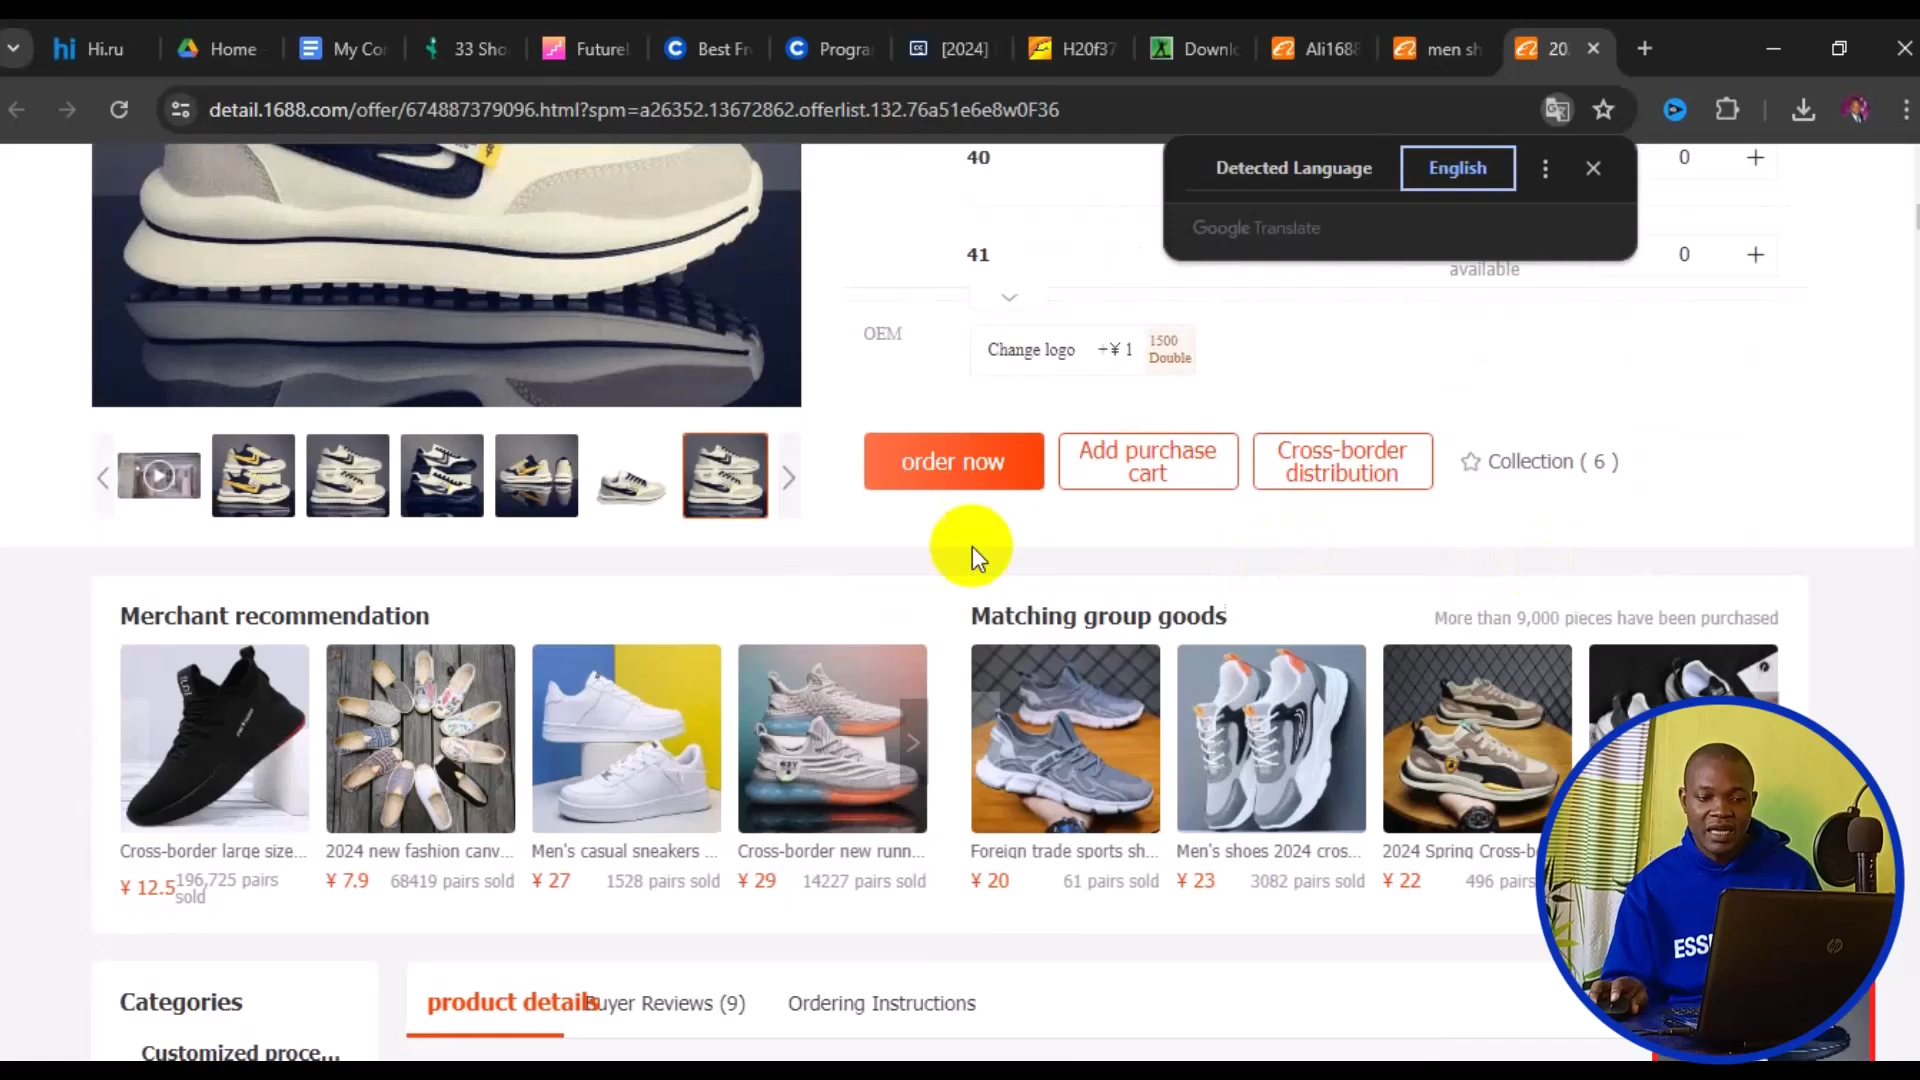 Hi.ru
Home
My Co
33 Sho
Future
Best Fr
Progra
[2024]
H20f37
Downl
Ali1688
men sh
20
detail.1688.com/offer/674887379096.html?spm=a26352.13672862.offerlist.132.76a51e6e8w0F36
Detected Language
English
Google Translate
40
0
+
41
available
0
+
OEM
Change logo
+¥ 1
1500
Double
order now
Add purchase
cart
Cross-border
distribution
Collection ( 6 )
Merchant recommendation
Matching group goods
More than 9,000 pieces have been purchased
Cross-border large size...
2024 new fashion canv...
Men's casual sneakers ...
Cross-border new runn...
Foreign trade sports sh...
Men's shoes 2024 cros...
2024 Spring Cross-b
¥ 12.5
196,725 pairs
sold
¥ 7.9
68419 pairs sold
¥ 27
1528 pairs sold
¥ 29
14227 pairs sold
¥ 20
61 pairs sold
¥ 23
3082 pairs sold
¥ 22
496 pairs
ESS
Categories
product details
Buyer Reviews (9)
Ordering Instructions
Customized proce...